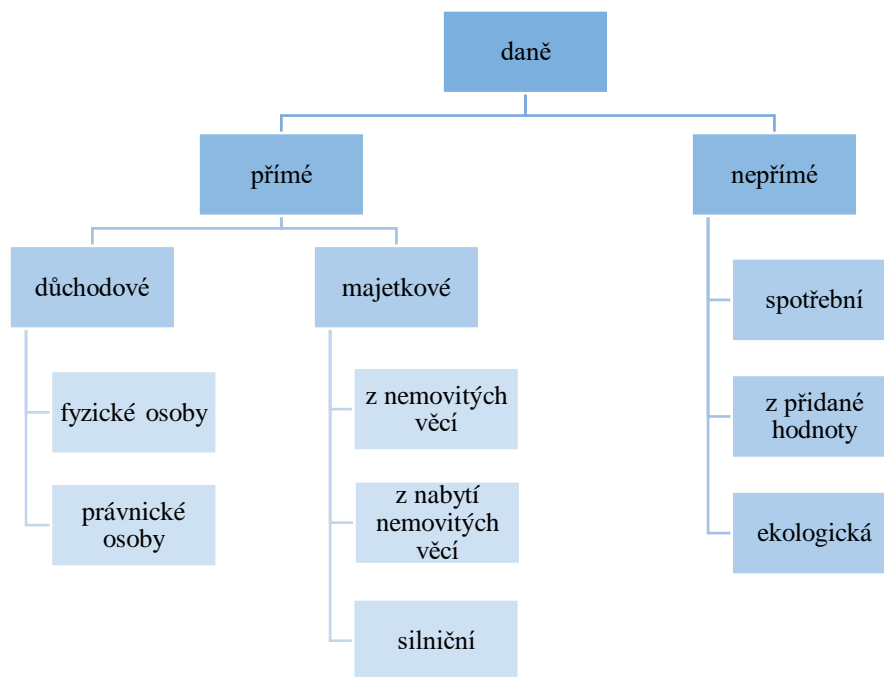 daně
přímé
nepřímé
důchodové
majetkové
spotřební
fyzické osoby
z nemovitých
věcí
z přidané
hodnoty
právnické
osoby
z nabytí
nemovitých
věcí
ekologická
silniční